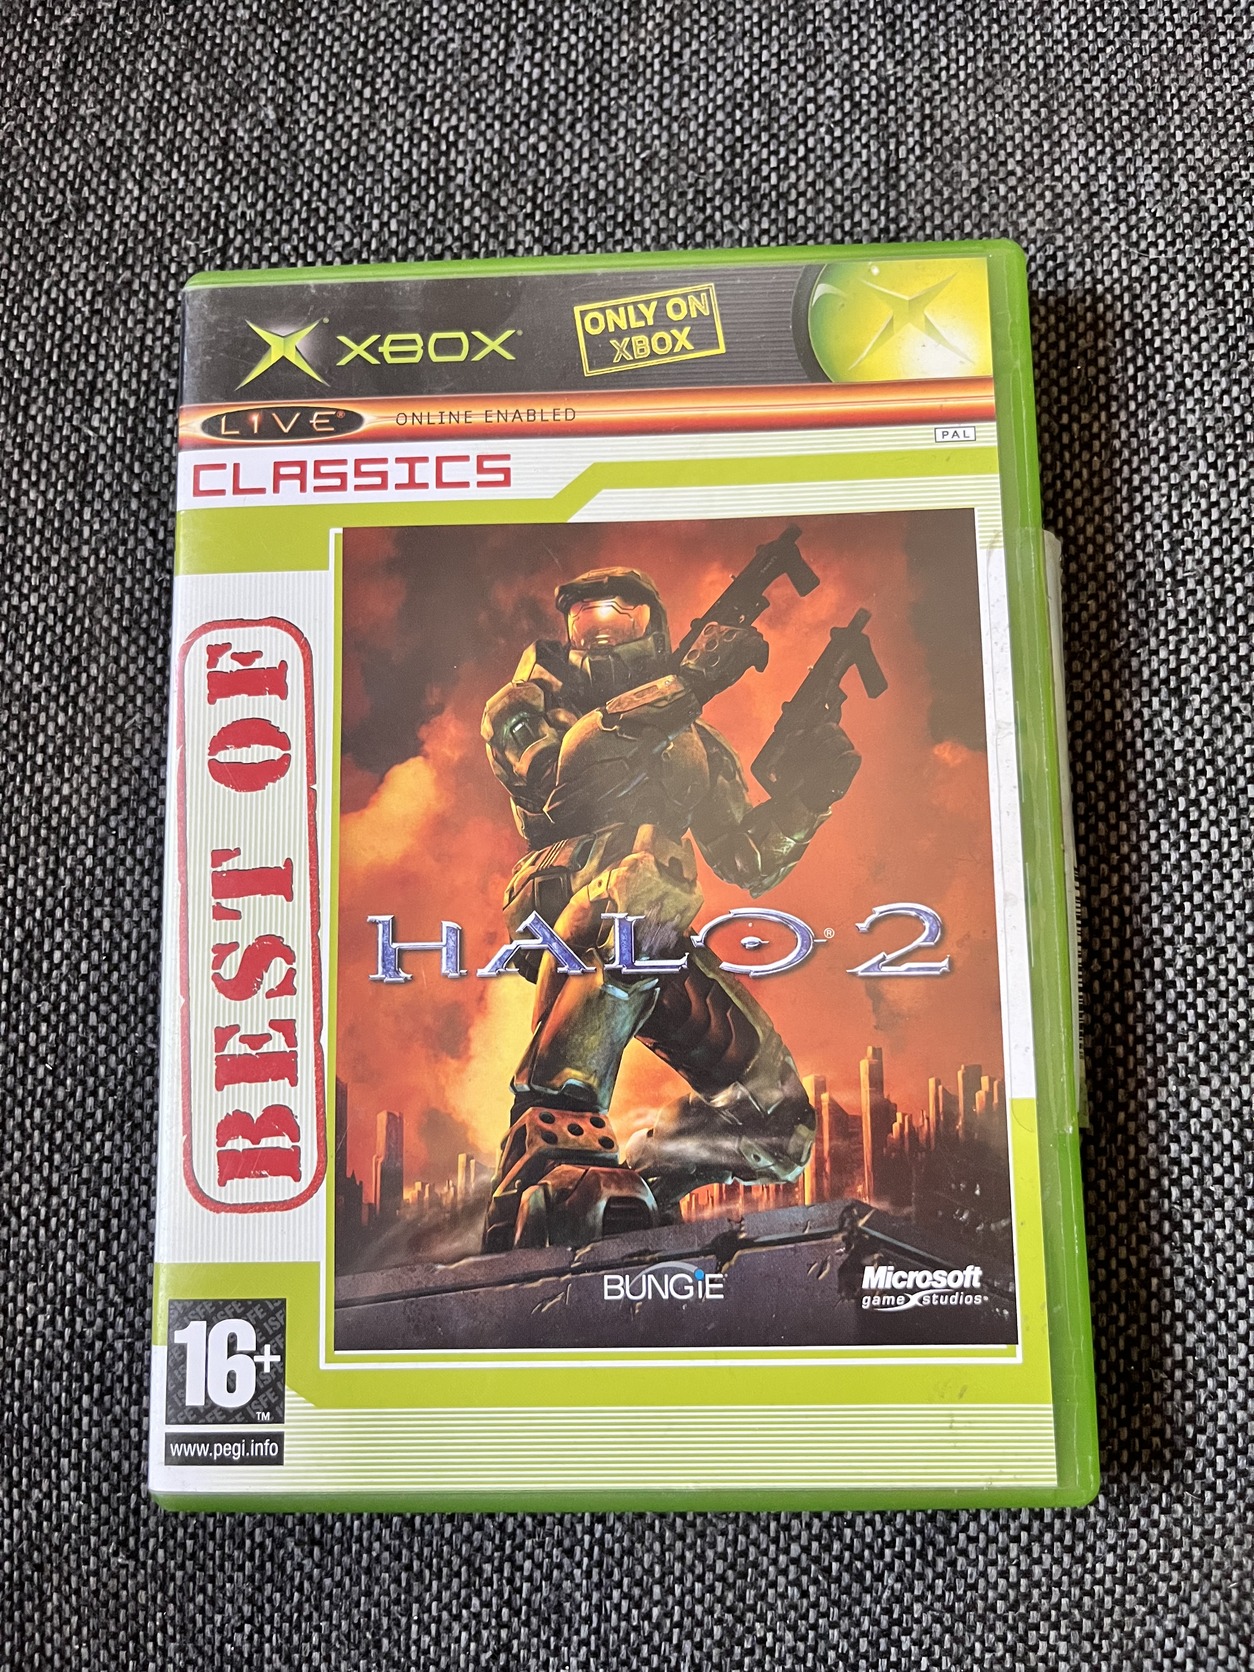 XBOX
ONLY ON
XBOX
LIVE® ONLINE ENABLED
PAL
CLASSICS
BEST OF
HALO® 2
BUNGIE
Microsoft
game studios
16+
TM
www.pegi.info